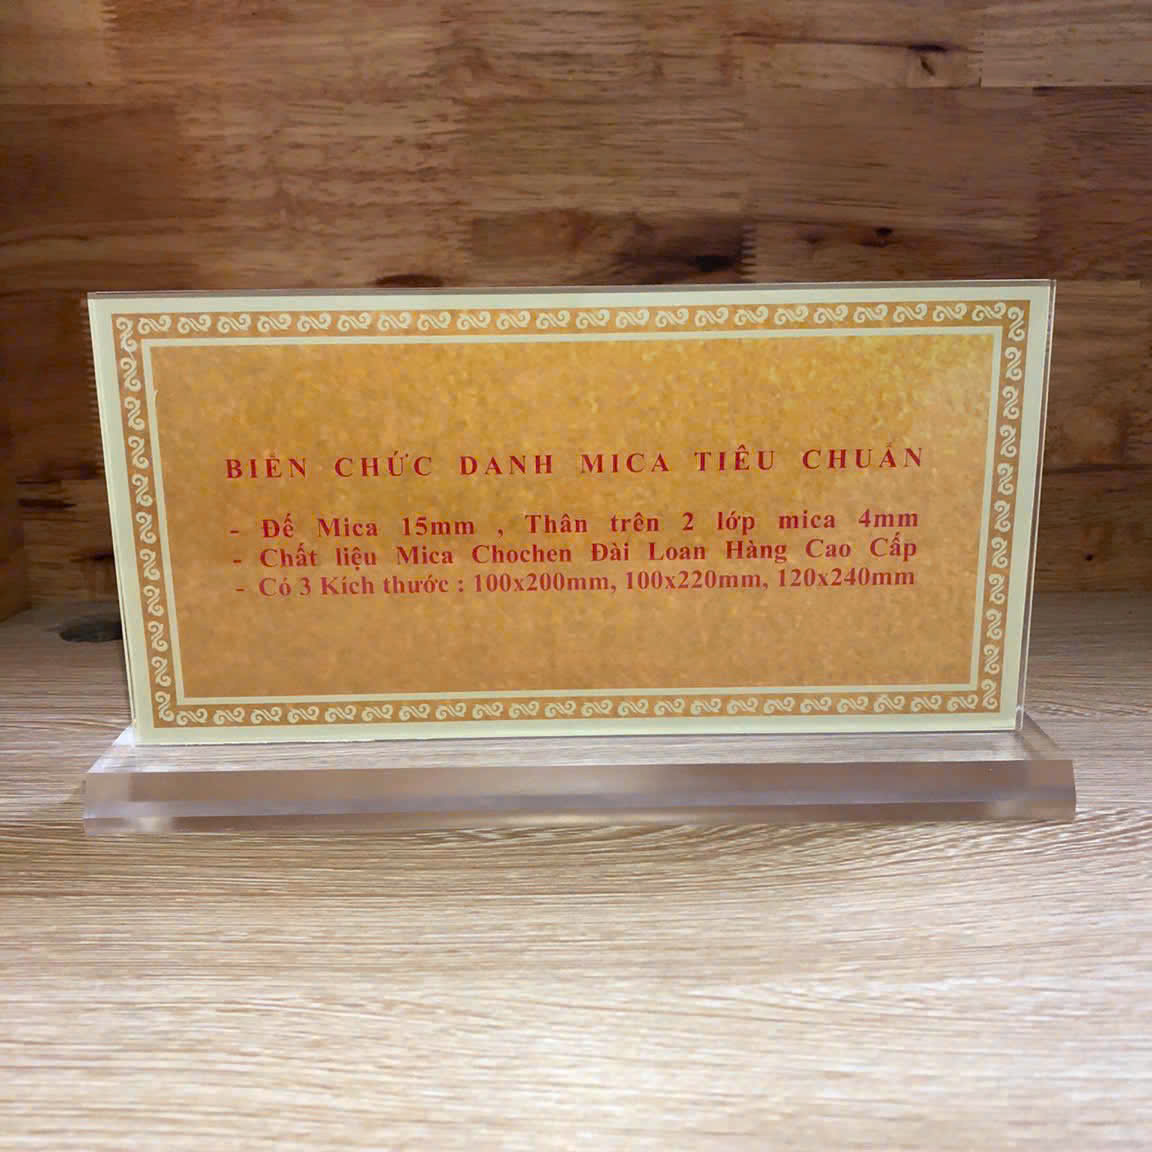 BIỂN CHỨC DANH MICA TIÊU CHUẨN
- Đế Mica 15mm , Thân trên 2 lớp mica 4mm
- Chất liệu Mica Chochen Đài Loan Hàng Cao Cấp
- Có 3 Kích thước : 100x200mm, 100x220mm, 120x240mm